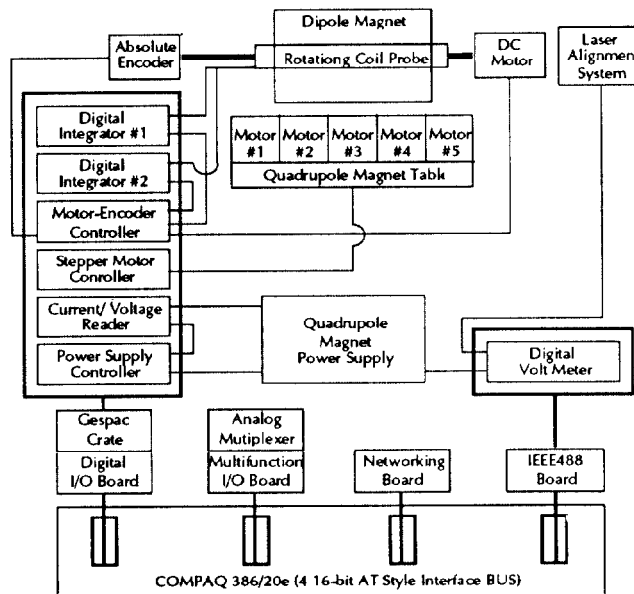 Dipole Magnet
Absolute
Encoder
Rotationg Coil Probe
DC
Motor
Laser
Alignment
System
Digital
Integrator #1
Digital
Integrator #2
Motor-Encoder
Controller
Stepper Motor
Conroller
Current/ Voltage
Reader
Power Supply
Controller
Motor
#1
Motor
#2
Motor
#3
Motor
#4
Motor
#5
Quadrupole Magnet Table
Quadrupole
Magnet
Power Supply
Digital
Volt Meter
Gespac
Crate
Digital
I/O Board
Analog
Mutiplexer
Multifunction
I/O Board
Networking
Board
IEEE488
Board
COMPAQ 386/20e (4 16-bit AT Style Interface BUS)